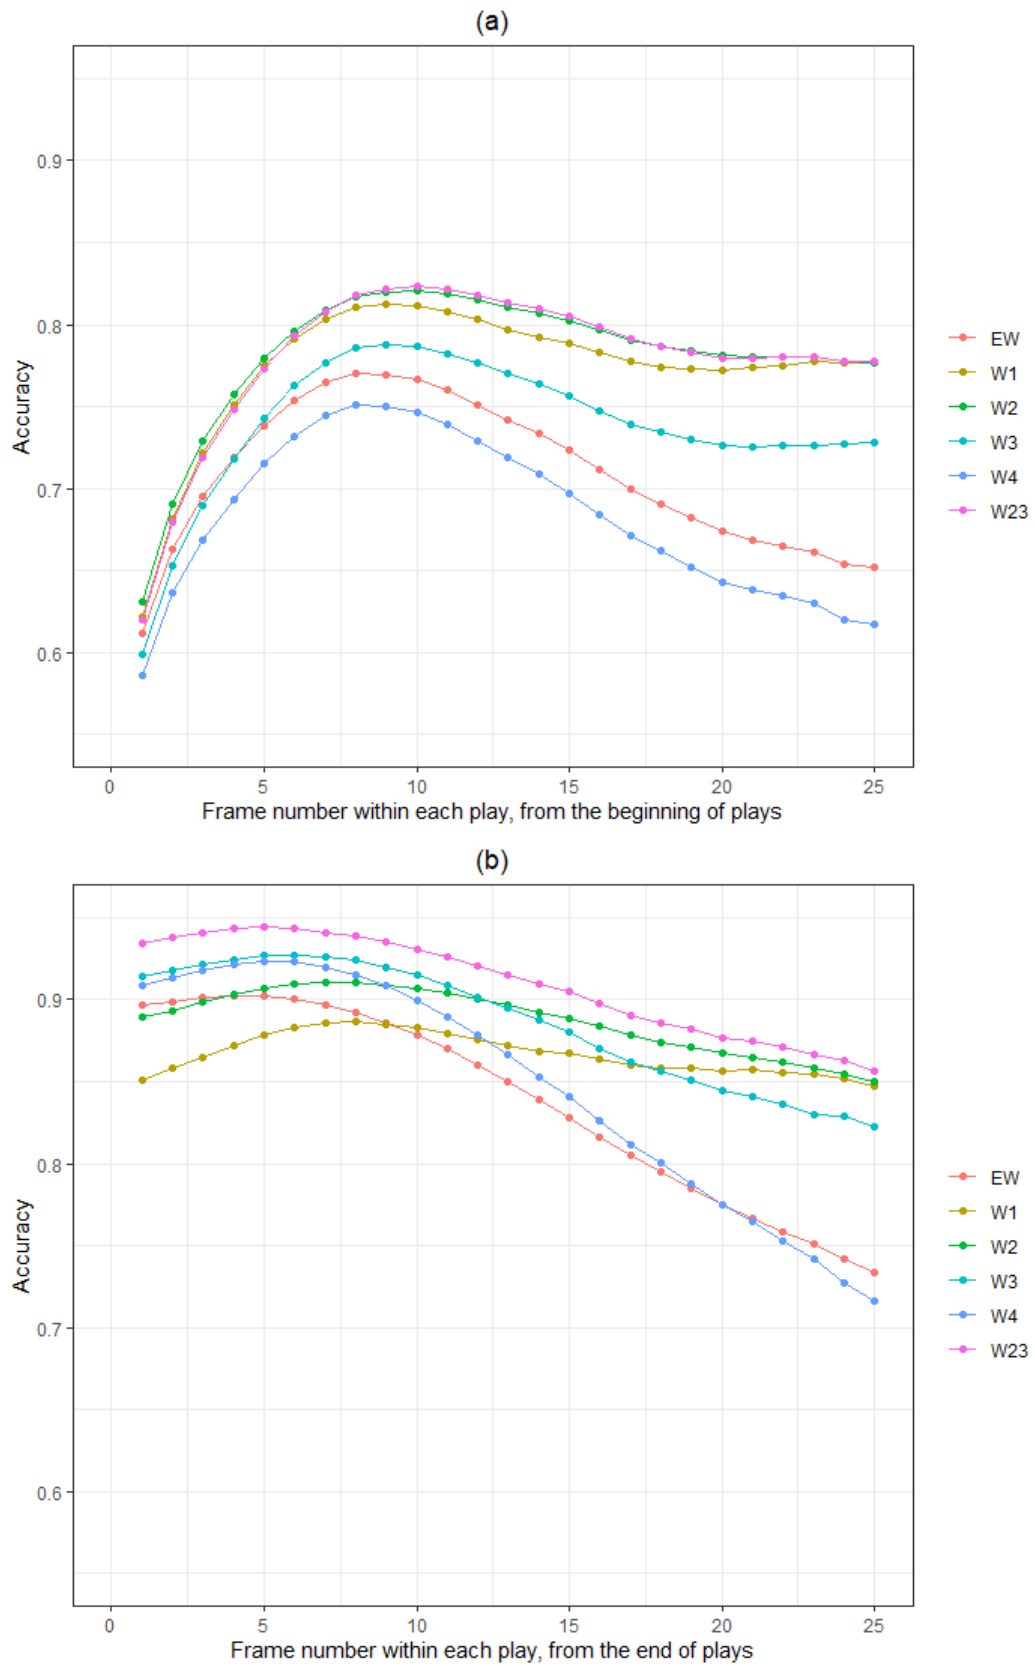 (a)
Accuracy
0.9
0.8
0.7
0.6
0 5 10 15 20 25
Frame number within each play, from the beginning of plays
EW
W1
W2
W3
W4
W23
(b)
Accuracy
0.9
0.8
0.7
0.6
0 5 10 15 20 25
Frame number within each play, from the end of plays
EW
W1
W2
W3
W4
W23